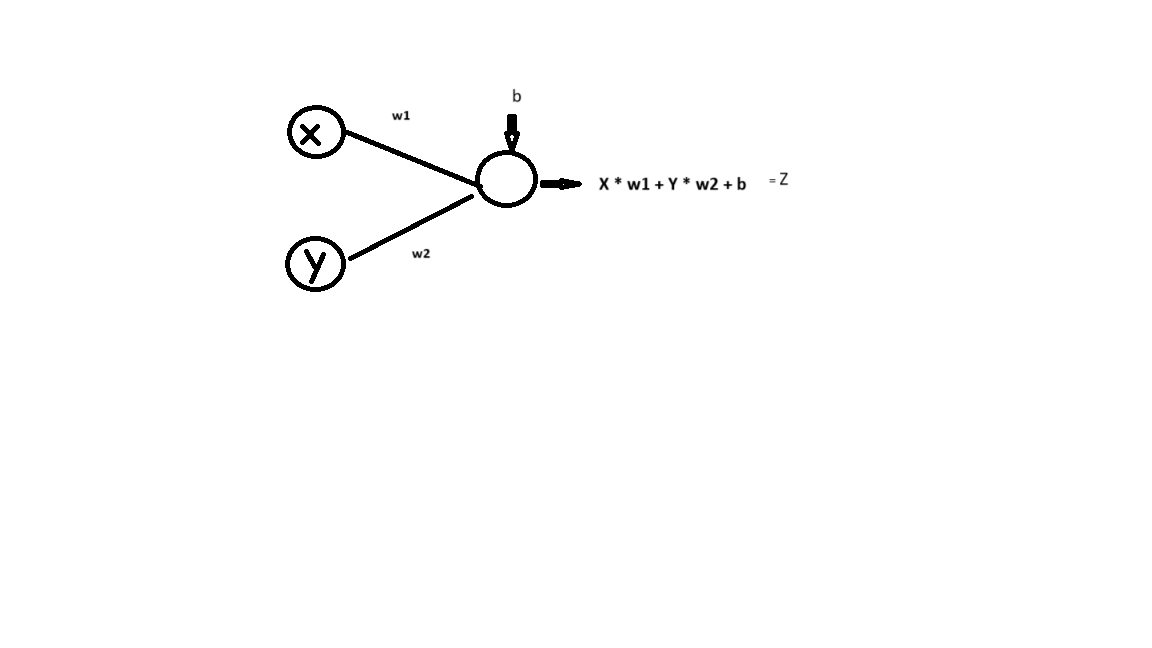 b
w1
X
X * w1 + Y * w2 + b = Z
w2
y